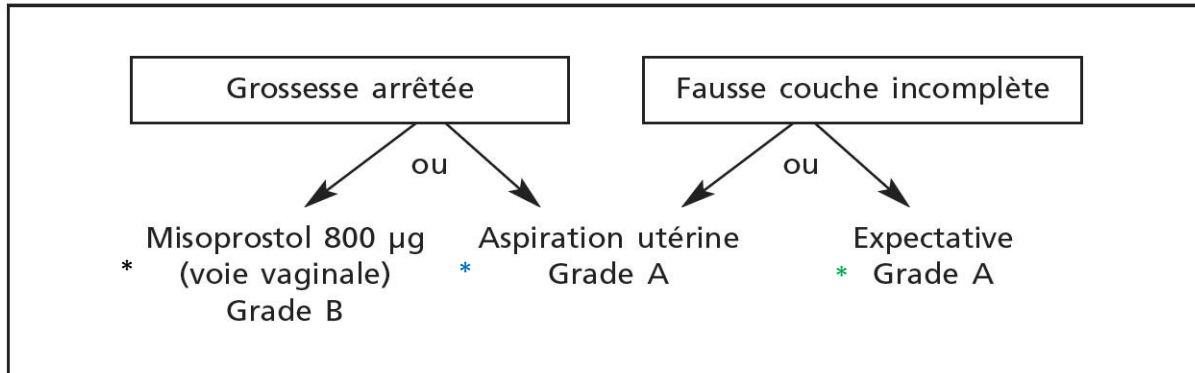 Grossesse arrêtée
Fausse couche incomplète
ou
ou
Misoprostol 800 µg
* (voie vaginale)
Grade B
Aspiration utérine
* Grade A
Expectative
* Grade A